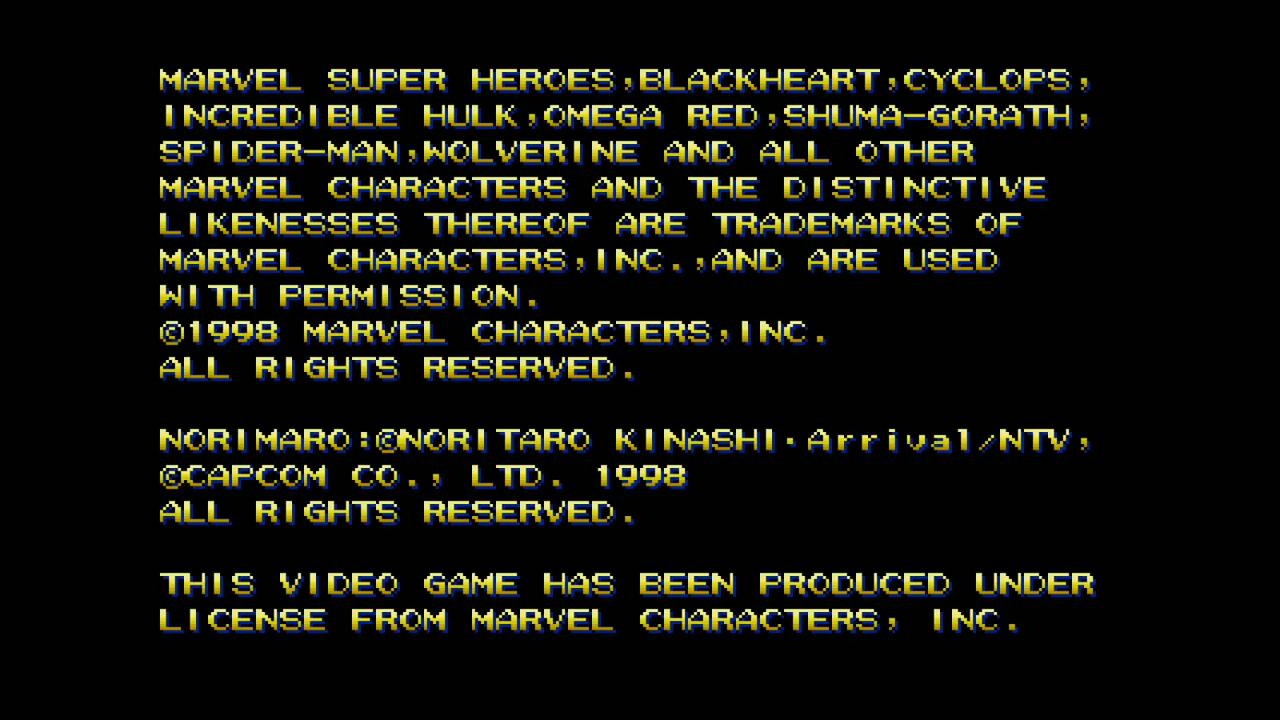 MARVEL SUPER HEROES,BLACKHEART,CYCLOPS,
INCREDIBLE HULK,OMEGA RED,SHUMA-GORATH,
SPIDER-MAN,WOLVERINE AND ALL OTHER
MARVEL CHARACTERS AND THE DISTINCTIVE
LIKENESSES THEREOF ARE TRADEMARKS OF
MARVEL CHARACTERS,INC.,AND ARE USED
WITH PERMISSION.
©1998 MARVEL CHARACTERS,INC.
ALL RIGHTS RESERVED.
NORIMARO:©NORITARO KINASHI·Arrival/NTV,
©CAPCOM CO., LTD. 1998
ALL RIGHTS RESERVED.
THIS VIDEO GAME HAS BEEN PRODUCED UNDER
LICENSE FROM MARVEL CHARACTERS, INC.